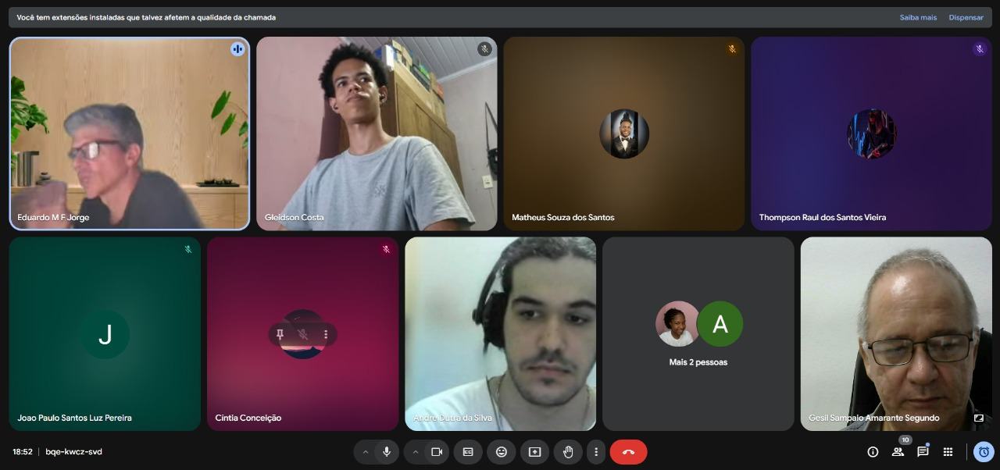 Você tem extensões instaladas que talvez afetem a qualidade da chamada
Saiba mais
Dispensar
Eduardo M F Jorge
Gleidson Costa
Matheus Souza dos Santos
Thompson Raul dos Santos Vieira
J
A
Mais 2 pessoas
Joao Paulo Santos Luz Pereira
Cíntia Conceição
Andre Dutra da Silva
Gesil Sampaio Amarante Segundo
18:52 | bqe-kwcz-svd
10